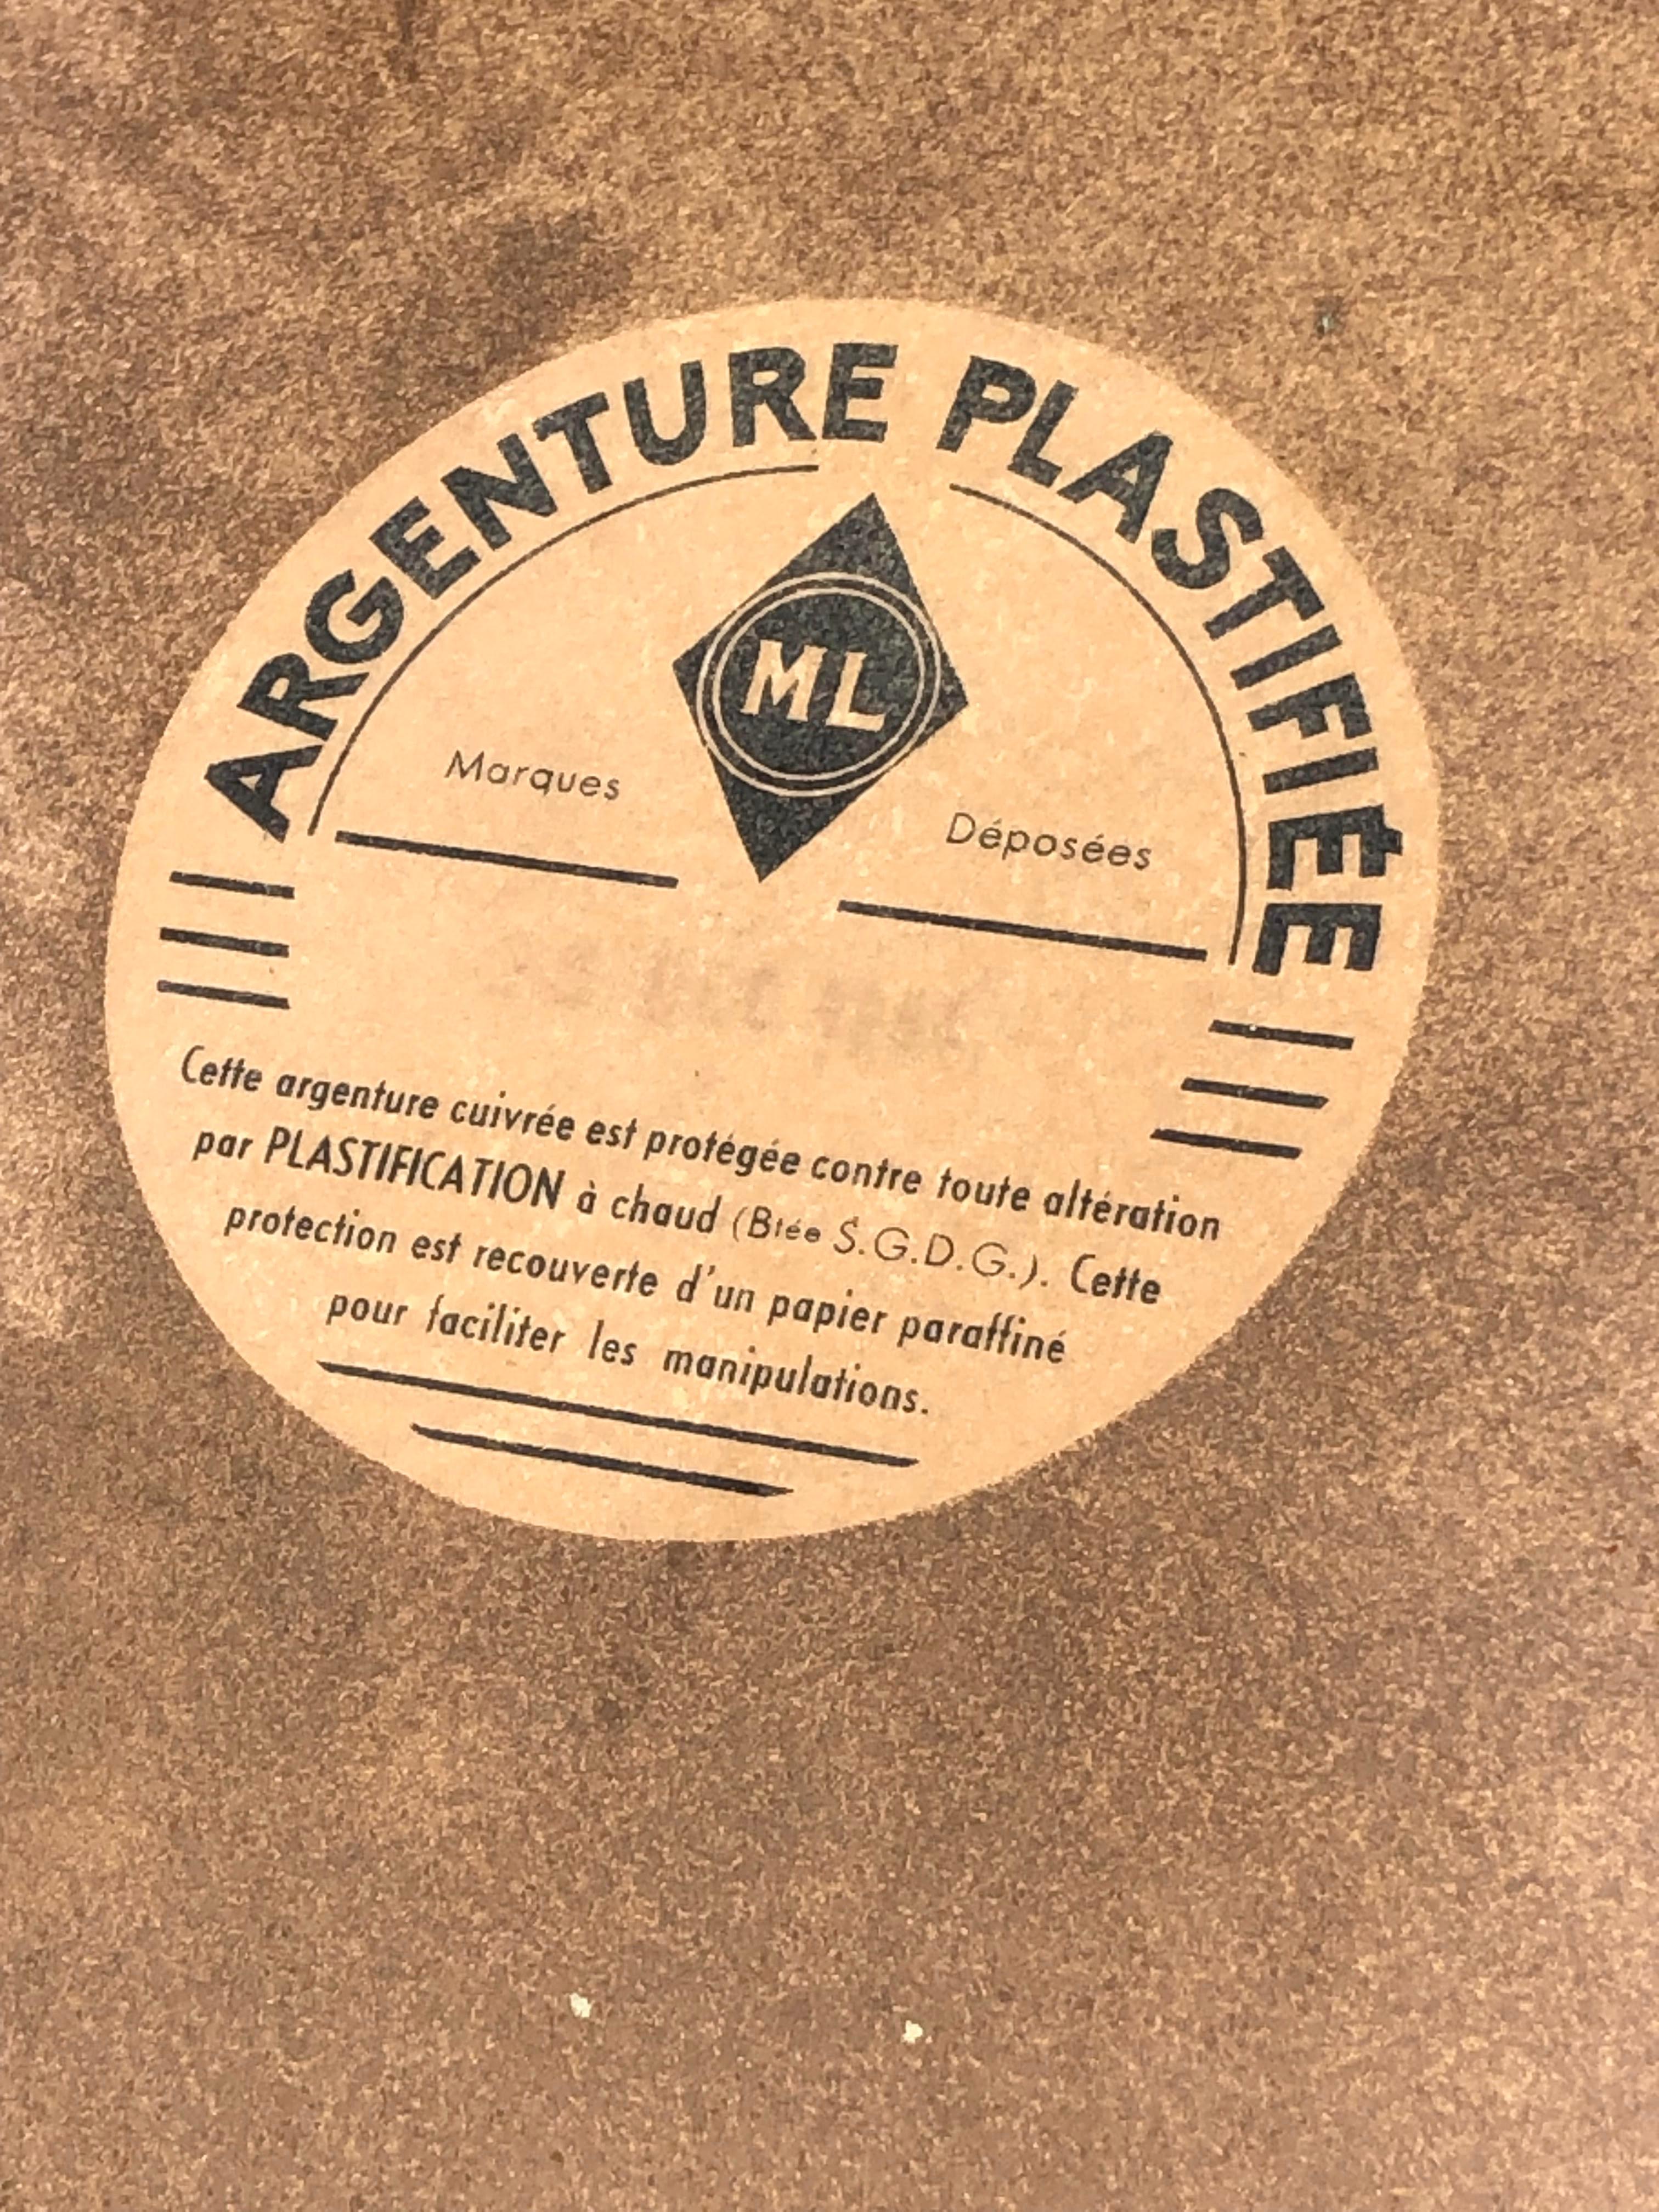 ARGENTURE PLASTIFIÉE
ML
Marques Déposées
Cette argenture cuivrée est protégée contre toute altération
par PLASTIFICATION à chaud (Btée S.G.D.G.). Cette
protection est recouverte d'un papier paraffiné
pour faciliter les manipulations.